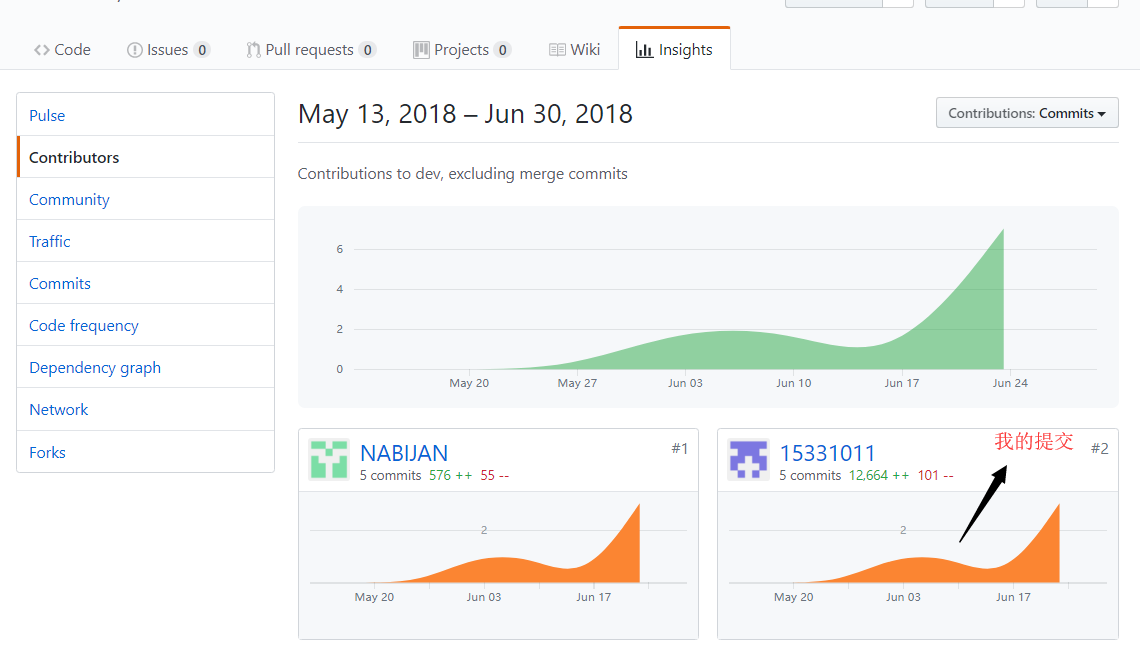 Code Issues 0 Pull requests 0 Projects 0 Wiki Insights
Pulse
Contributors
Community
Traffic
Commits
Code frequency
Dependency graph
Network
Forks
May 13, 2018 – Jun 30, 2018
Contributions: Commits
Contributions to dev, excluding merge commits
6
4
2
0
May 20 May 27 Jun 03 Jun 10 Jun 17 Jun 24
NABIJAN #1
5 commits 576 ++ 55 --
2
May 20 Jun 03 Jun 17
15331011 我的提交 #2
5 commits 12,664 ++ 101 --
2
May 20 Jun 03 Jun 17